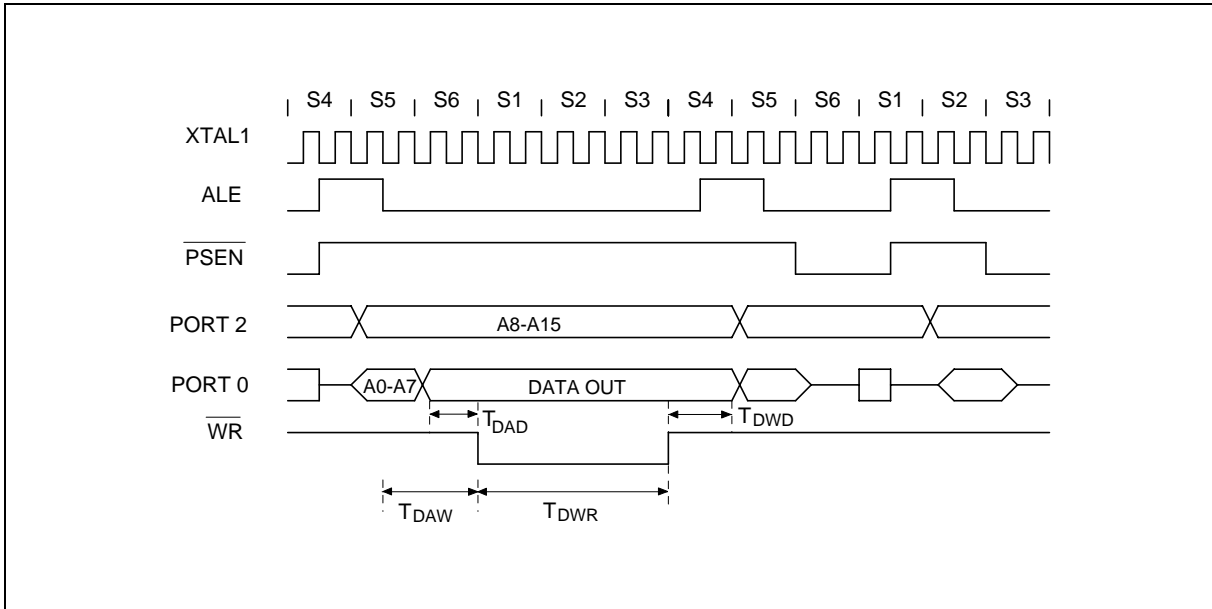 S4 S5 S6 S1 S2 S3 S4 S5 S6 S1 S2 S3
XTAL1
ALE
PSEN
PORT 2 A8-A15
PORT 0 A0-A7 DATA OUT
WR TDAD TDWD
TDAW TDWR